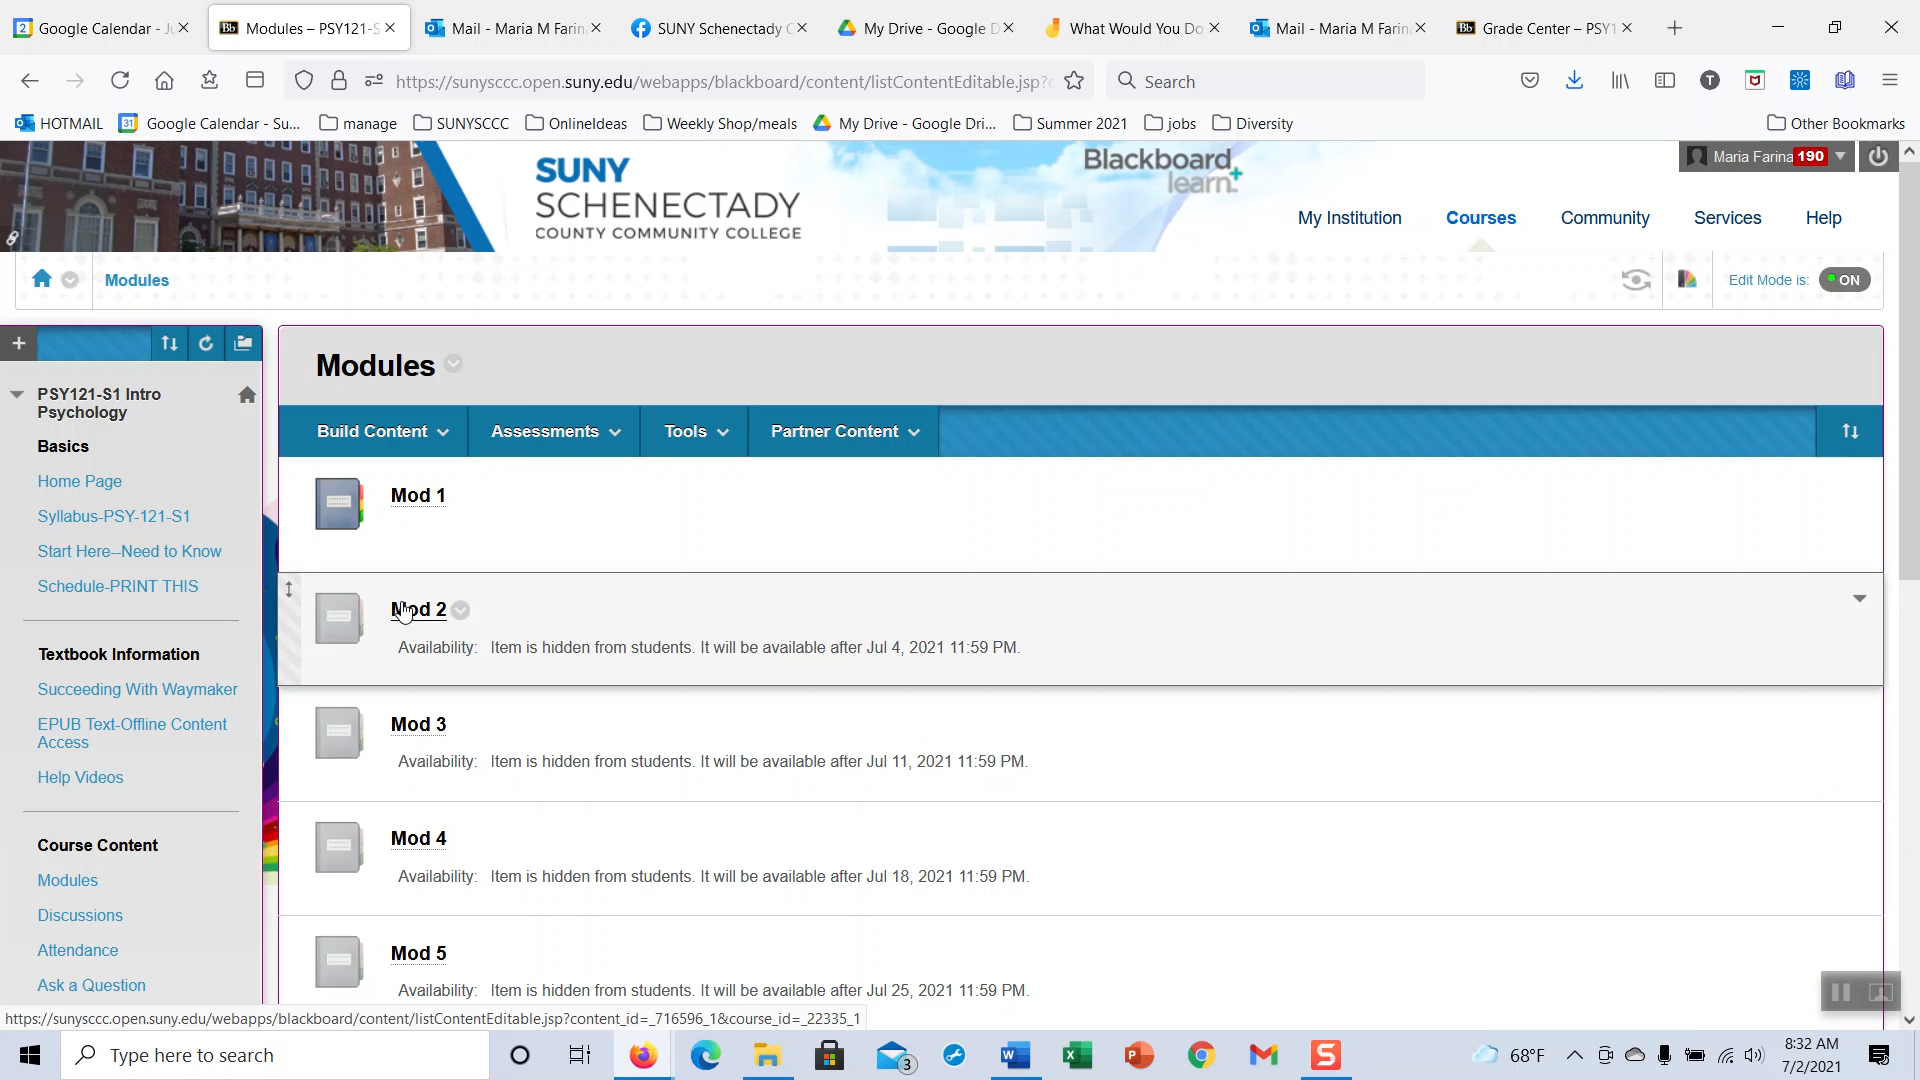 Google Calendar - Ju
Modules – PSY121-S
Mail - Maria M Farina
SUNY Schenectady C
My Drive - Google D
What Would You Do
Mail - Maria M Farin
Grade Center – PSY1
https://sunysccc.open.suny.edu/webapps/blackboard/content/listContentEditable.jsp?c
Search
HOTMAIL
Google Calendar - Su...
manage
SUNYSCCC
OnlineIdeas
Weekly Shop/meals
My Drive - Google Dri...
Summer 2021
jobs
Diversity
Other Bookmarks
SUNY
SCHENECTADY
COUNTY COMMUNITY COLLEGE
Blackboard
learn+
Maria Farina 190
My Institution
Courses
Community
Services
Help
Modules
Edit Mode is: ON
PSY121-S1 Intro
Psychology
Basics
Home Page
Syllabus-PSY-121-S1
Start Here--Need to Know
Schedule-PRINT THIS
Textbook Information
Succeeding With Waymaker
EPUB Text-Offline Content
Access
Help Videos
Course Content
Modules
Discussions
Attendance
Ask a Question
Modules
Build Content
Assessments
Tools
Partner Content
Mod 1
Mod 2
Availability: Item is hidden from students. It will be available after Jul 4, 2021 11:59 PM.
Mod 3
Availability: Item is hidden from students. It will be available after Jul 11, 2021 11:59 PM.
Mod 4
Availability: Item is hidden from students. It will be available after Jul 18, 2021 11:59 PM.
Mod 5
Availability: Item is hidden from students. It will be available after Jul 25, 2021 11:59 PM.
https://sunysccc.open.suny.edu/webapps/blackboard/content/listContentEditable.jsp?content_id=_716596_1&course_id=_22335_1
Type here to search
3
68°F
8:32 AM
7/2/2021